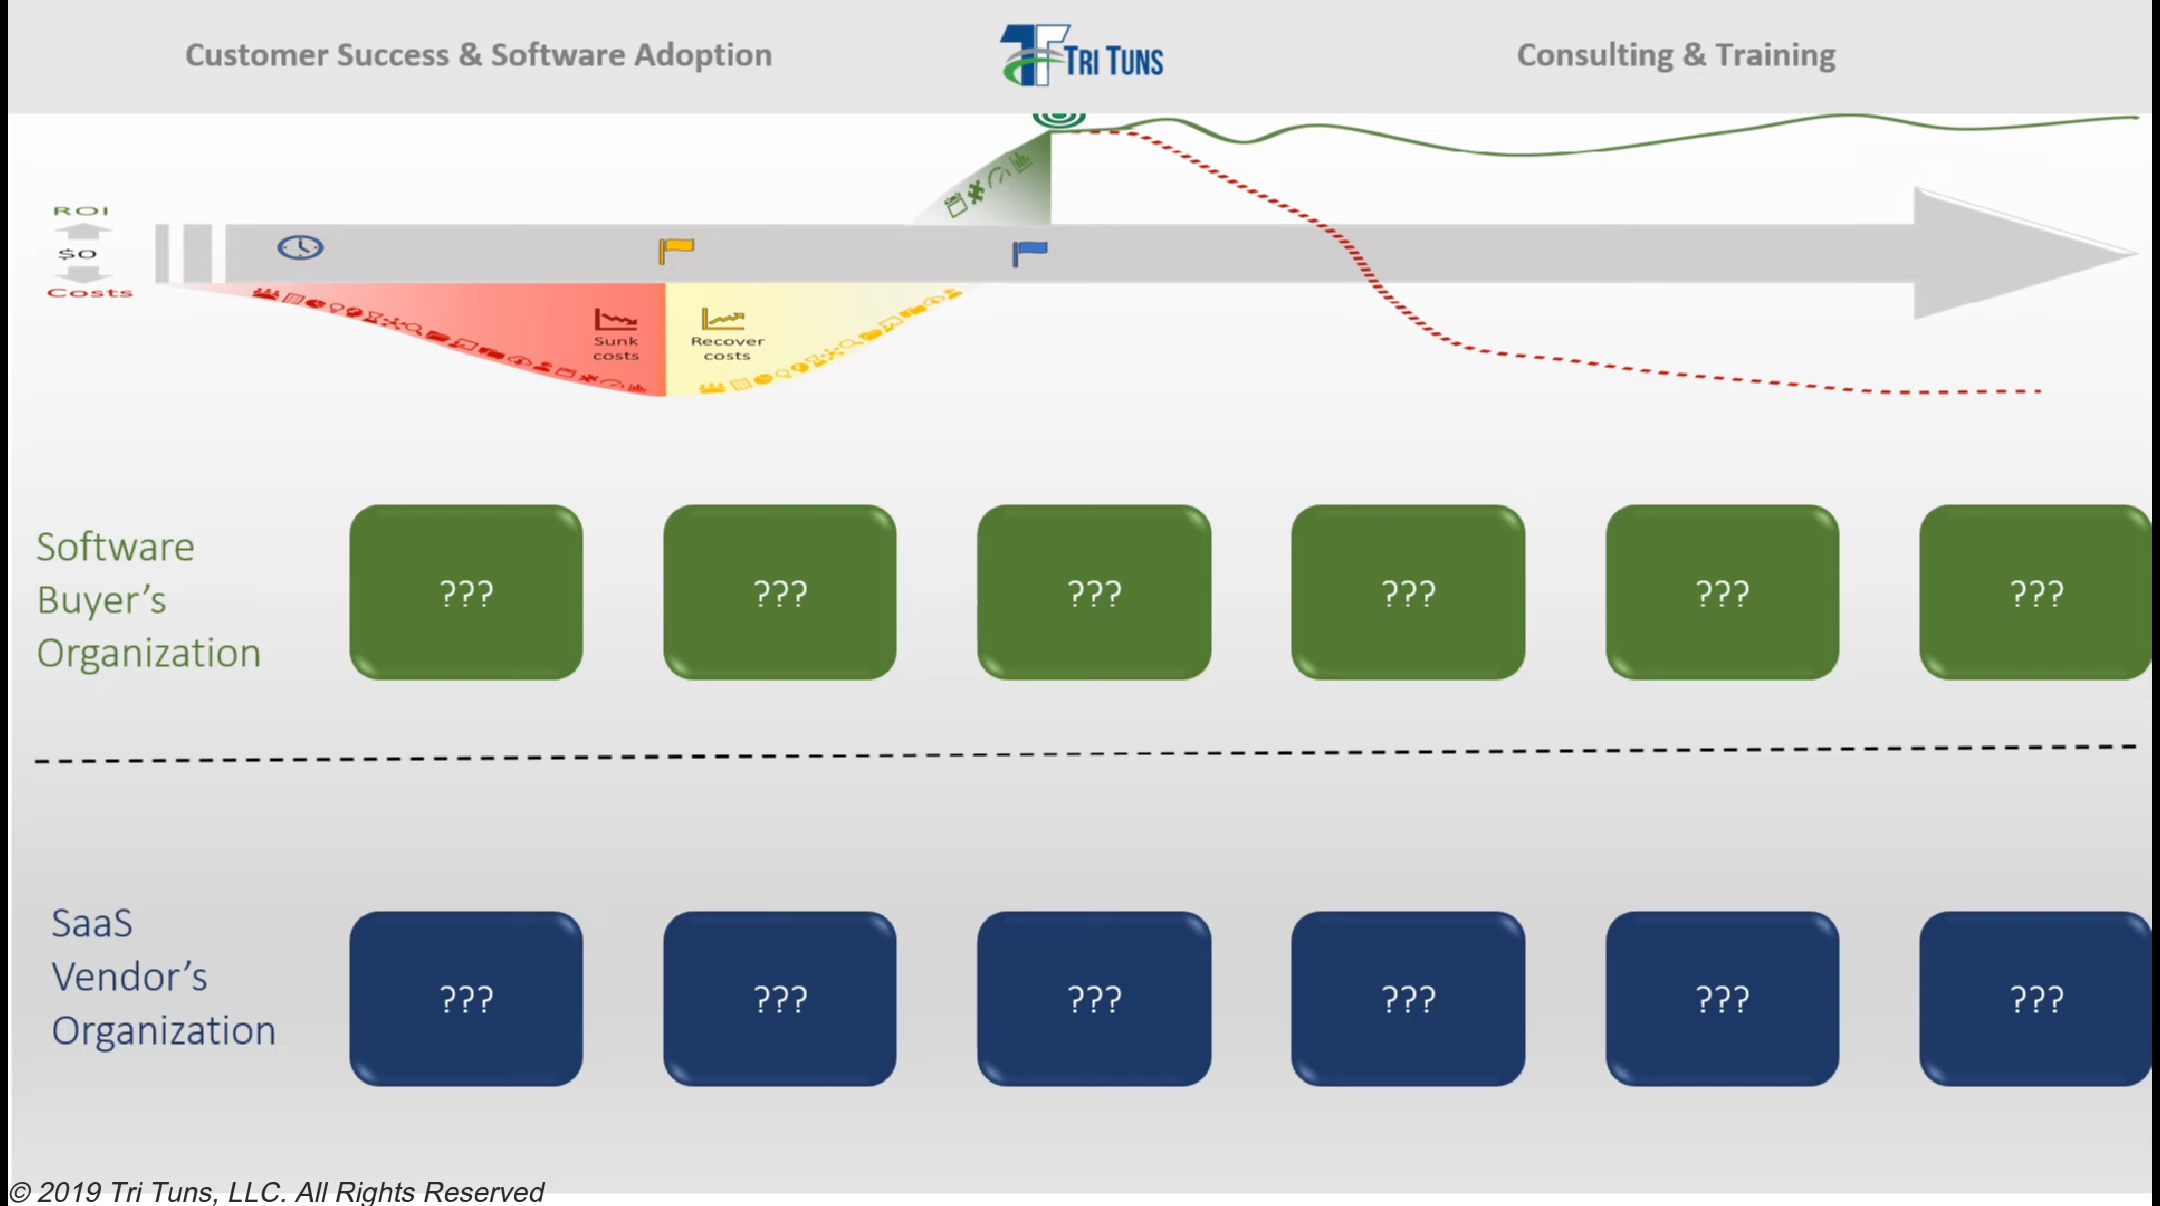 Customer Success & Software Adoption
TRI TUNS
Consulting & Training
ROI
$0
Costs
Sunk
costs
Recover
costs
Software
Buyer’s
Organization
??? ??? ??? ??? ??? ???
SaaS
Vendor’s
Organization
??? ??? ??? ??? ??? ???
© 2019 Tri Tuns, LLC. All Rights Reserved